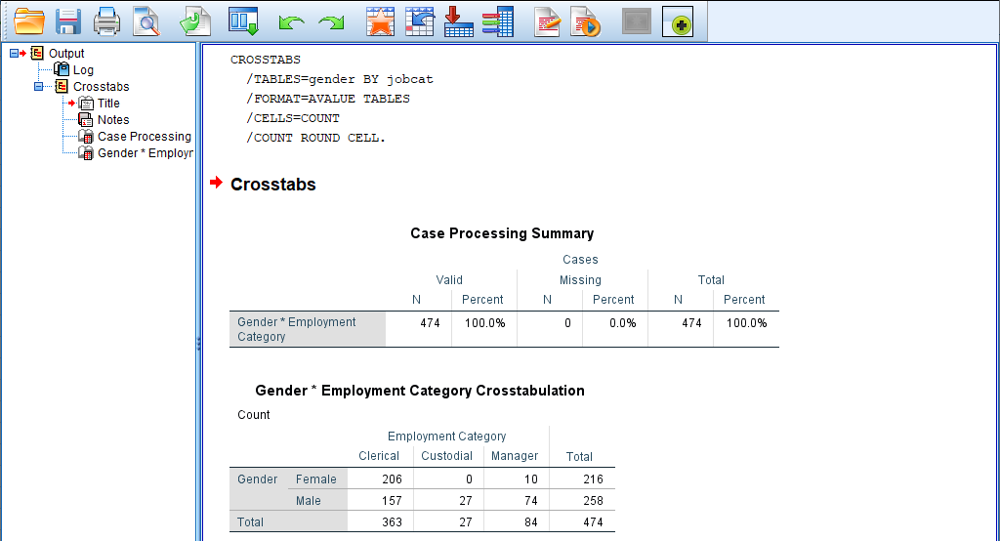 Output
Log
Crosstabs
Title
Notes
Case Processing
Gender * Employr
CROSSTABS
/TABLES=gender BY jobcat
/FORMAT=AVALUE TABLES
/CELLS=COUNT
/COUNT ROUND CELL.
Crosstabs
Case Processing Summary
Cases
Valid Missing Total
N Percent N Percent N Percent
Gender * Employment
Category
474 100.0% 0 0.0% 474 100.0%
Gender * Employment Category Crosstabulation
Count
Employment Category
Clerical Custodial Manager Total
Gender Female 206 0 10 216
Male 157 27 74 258
Total 363 27 84 474